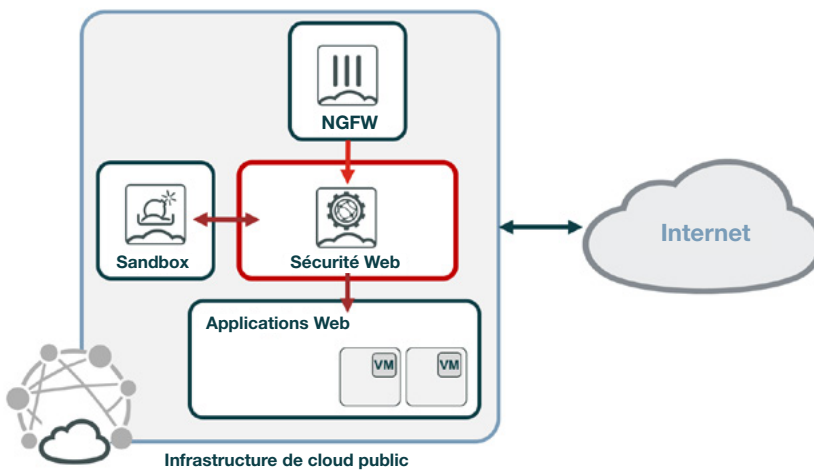 NGFW
Sandbox
Sécurité Web
Internet
Applications Web
VM
VM
Infrastructure de cloud public